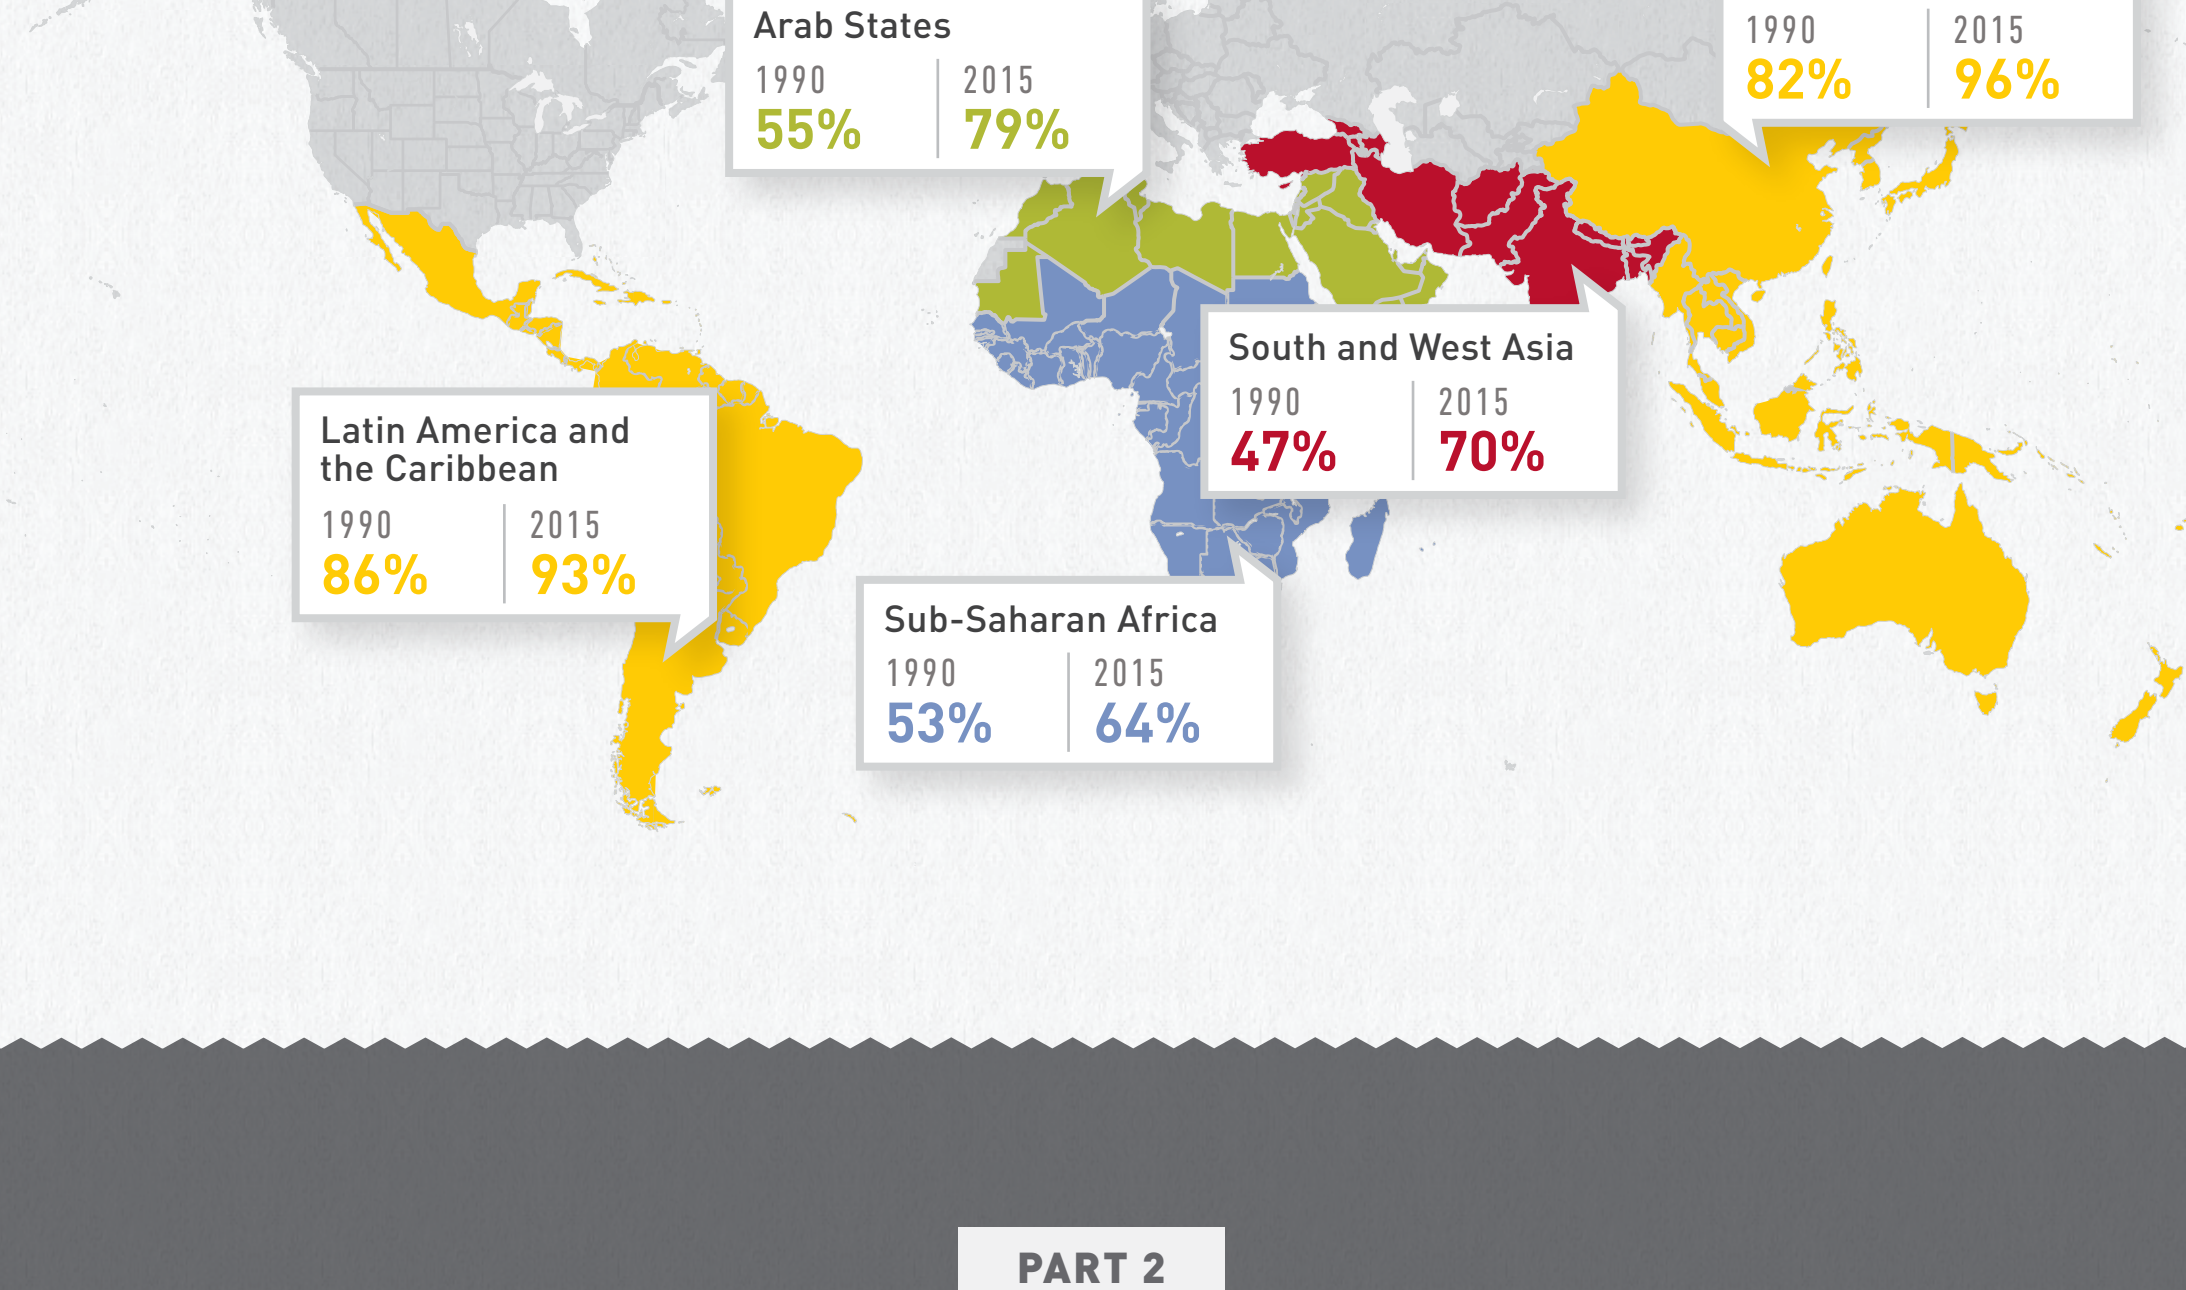 Arab States
1990 2015
55% 79%
1990 2015
82% 96%
South and West Asia
1990 2015
47% 70%
Latin America and
the Caribbean
1990 2015
86% 93%
Sub-Saharan Africa
1990 2015
53% 64%
PART 2